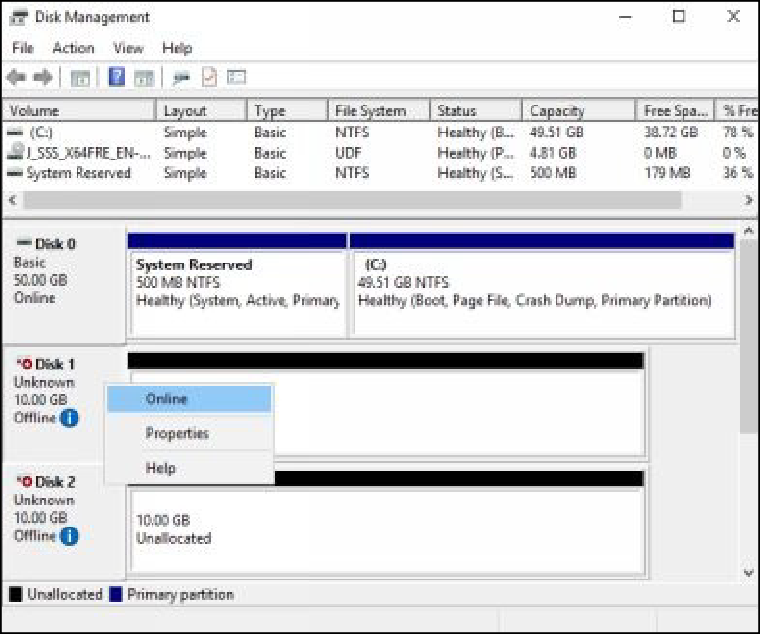 Disk Management
File Action View Help
Volume Layout Type File System Status Capacity Free Spa... % Fre
(C:) Simple Basic NTFS Healthy (B... 49.51 GB 38.72 GB 78 %
J_SSS_X64FRE_EN-... Simple Basic UDF Healthy (P... 4.81 GB 0 MB 0 %
System Reserved Simple Basic NTFS Healthy (S... 500 MB 179 MB 36 %
Disk 0
Basic
50.00 GB
Online
System Reserved
500 MB NTFS
Healthy (System, Active, Primary
(C:)
49.51 GB NTFS
Healthy (Boot, Page File, Crash Dump, Primary Partition)
Disk 1
Unknown
10.00 GB
Offline
Online
Properties
Help
Disk 2
Unknown
10.00 GB
Offline
10.00 GB
Unallocated
Unallocated Primary partition